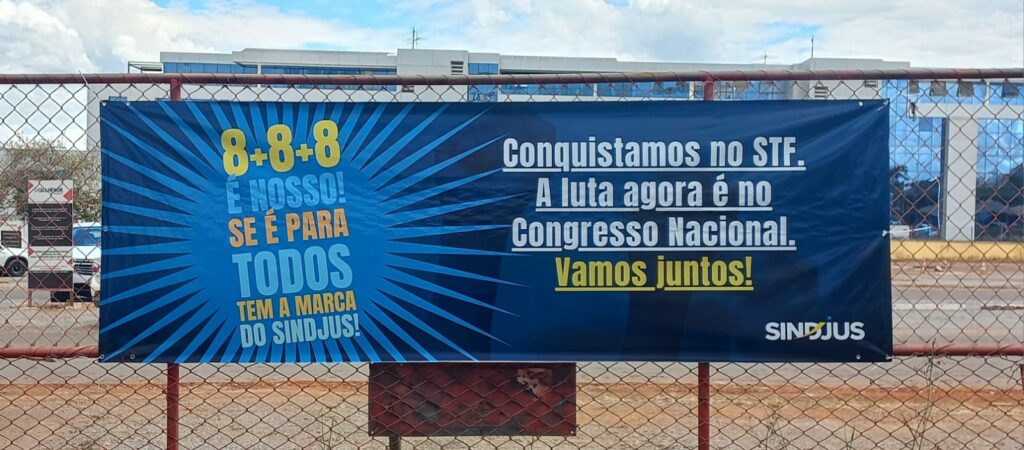 8+8+8
É NOSSO!
SE É PARA
TODOS
TEM A MARCA
DO SINDJUS!
Conquistamos no STF.
A luta agora é no
Congresso Nacional.
Vamos juntos!
SINDJUS